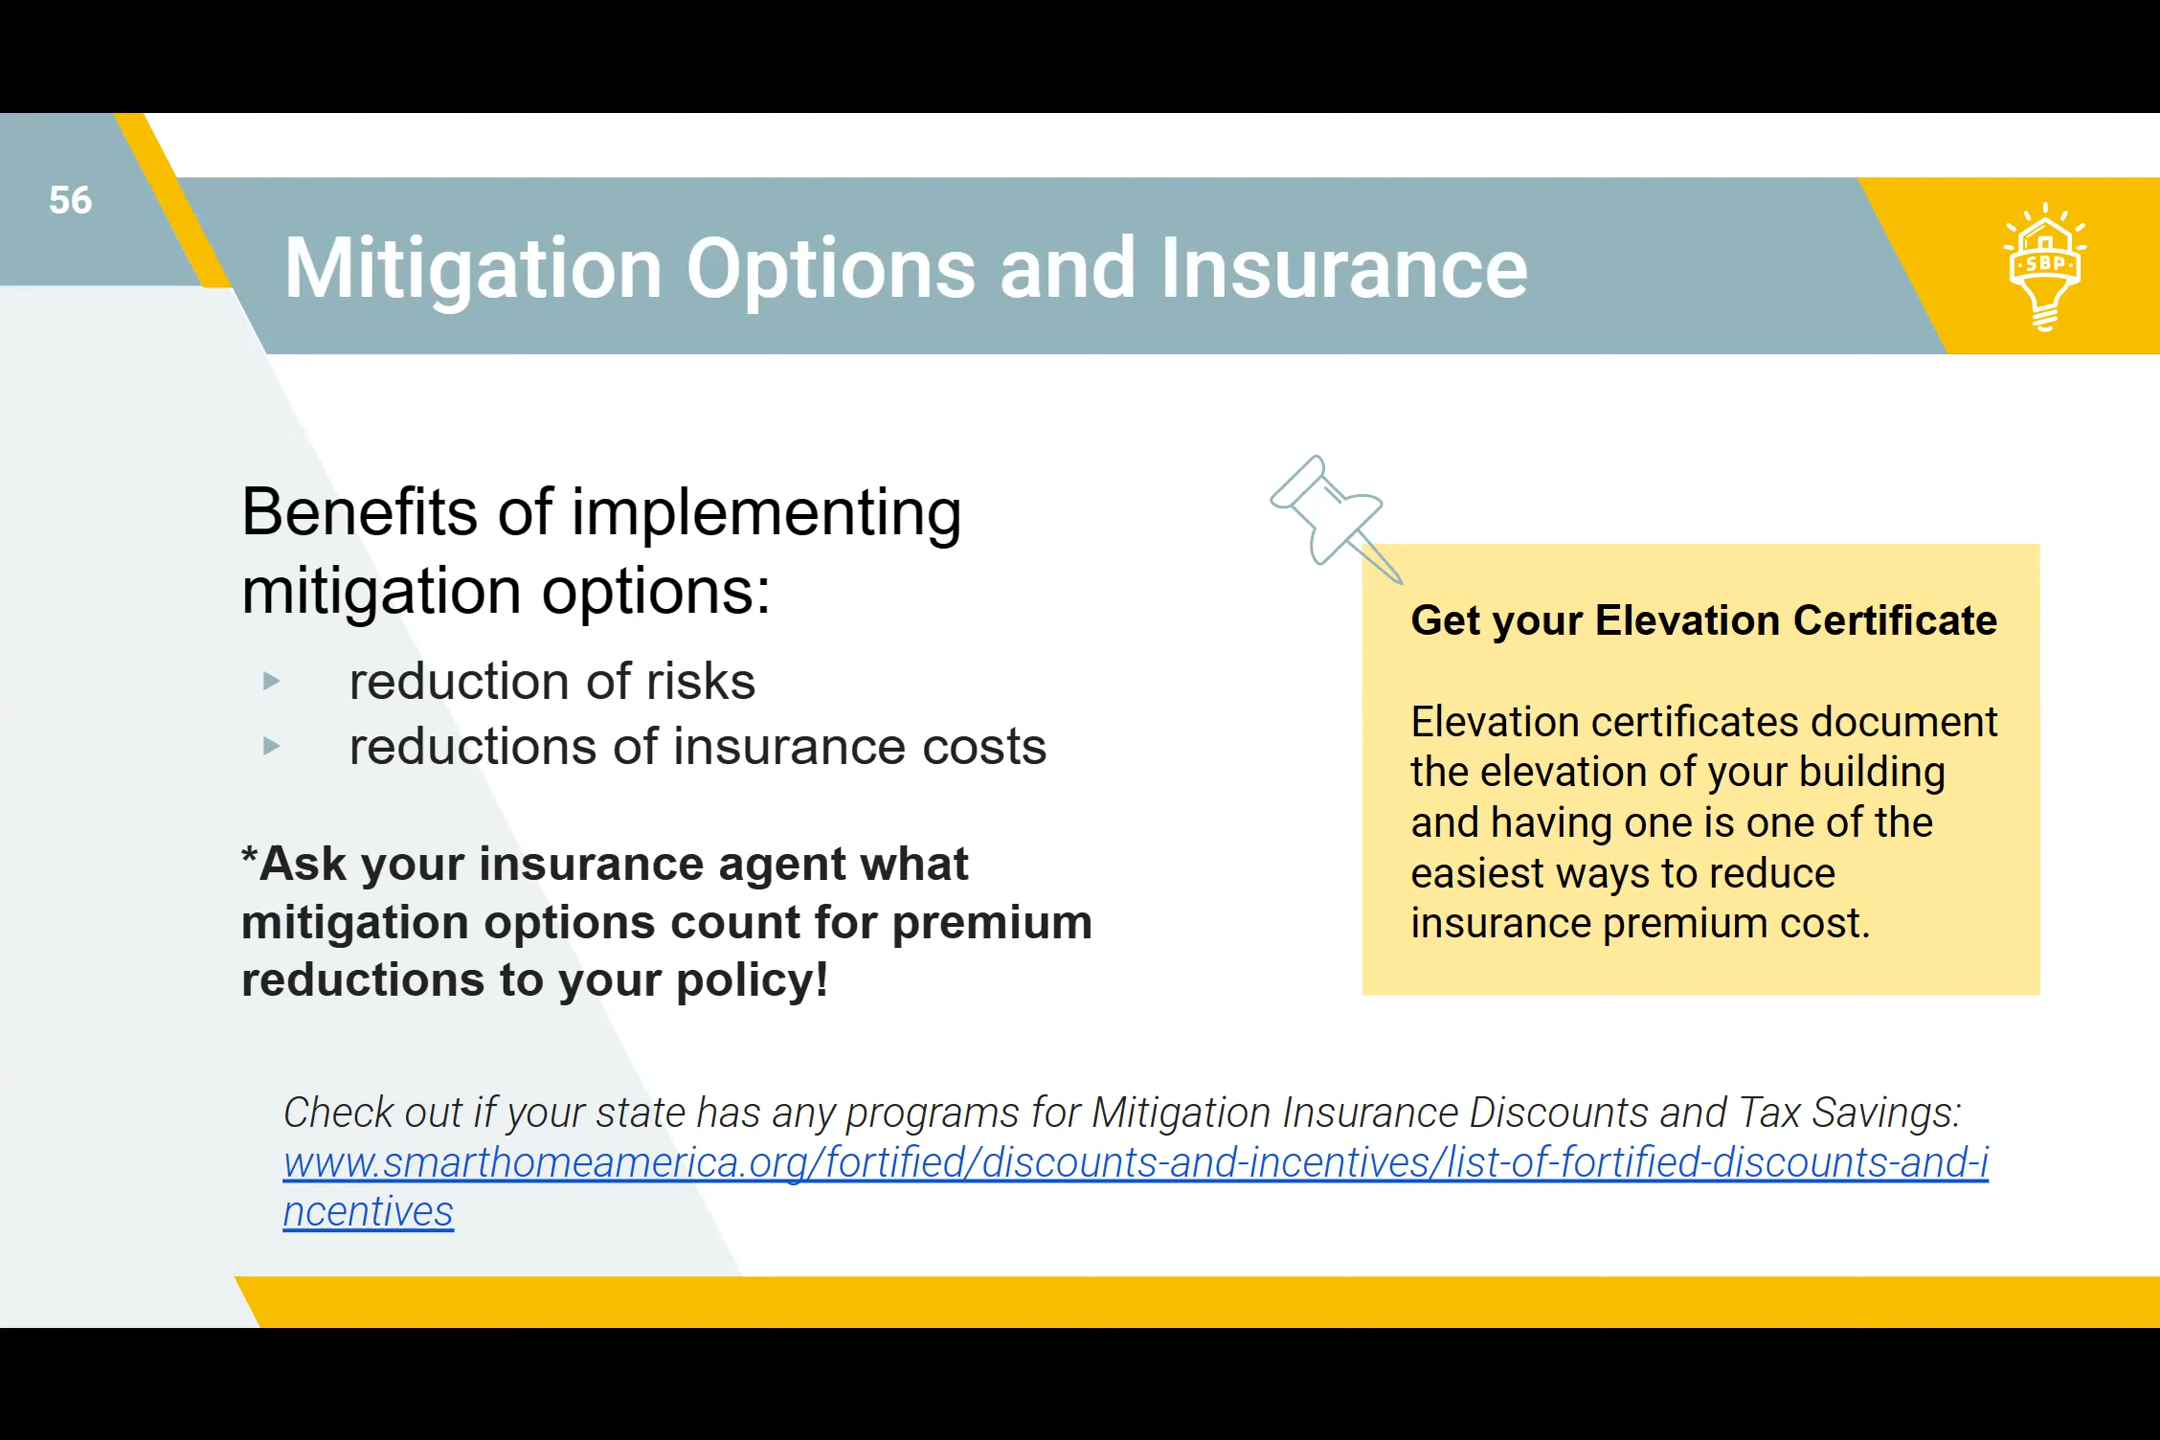 56
Mitigation Options and Insurance
SBP
Benefits of implementing
mitigation options:
reduction of risks
reductions of insurance costs
*Ask your insurance agent what
mitigation options count for premium
reductions to your policy!
Get your Elevation Certificate
Elevation certificates document
the elevation of your building
and having one is one of the
easiest ways to reduce
insurance premium cost.
Check out if your state has any programs for Mitigation Insurance Discounts and Tax Savings:
www.smarthomeamerica.org/fortified/discounts-and-incentives/list-of-fortified-discounts-and-i
ncentives